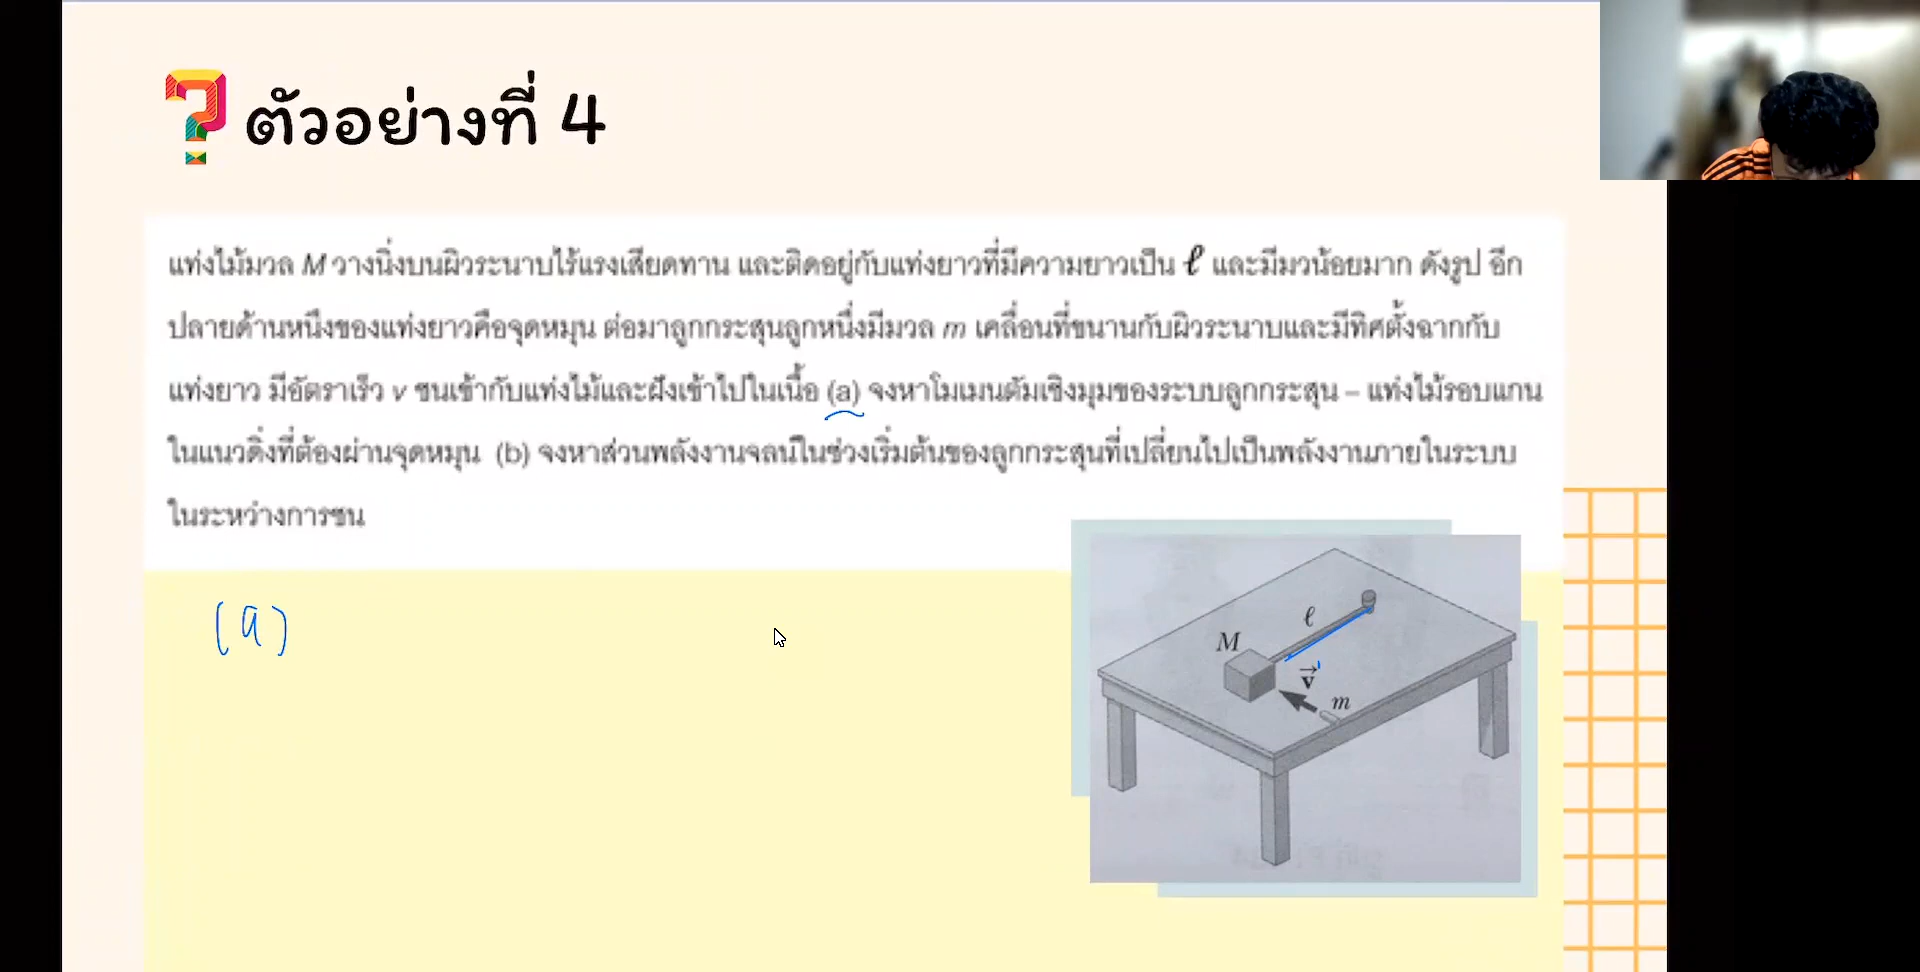 ตัวอย่างที่ 4
แท่งไม้มวล M วางนิ่งบนผิวระนาบไร้แรงเสียดทาน และติดอยู่กับแท่งยาวที่มีความยาวเป็น ℓ และมีมวน้อยมาก ดังรูป อีก
ปลายด้านหนึ่งของแท่งยาวคือจุดหมุน ต่อมาลูกกระสุนลูกหนึ่งมีมวล m เคลื่อนที่ขนานกับผิวระนาบและมีทิศตั้งฉากกับ
แท่งยาว มีอัตราเร็ว v ชนเข้ากับแท่งไม้และฝังเข้าไปในเนื้อ (a) จงหาโมเมนตัมเชิงมุมของระบบลูกกระสุน – แท่งไม้รอบแกน
ในแนวดิ่งที่ต้องผ่านจุดหมุน (b) จงหาส่วนพลังงานจลน์ในช่วงเริ่มต้นของลูกกระสุนที่เปลี่ยนไปเป็นพลังงานภายในระบบ
ในระหว่างการชน
(a)
ℓ
M
v
m